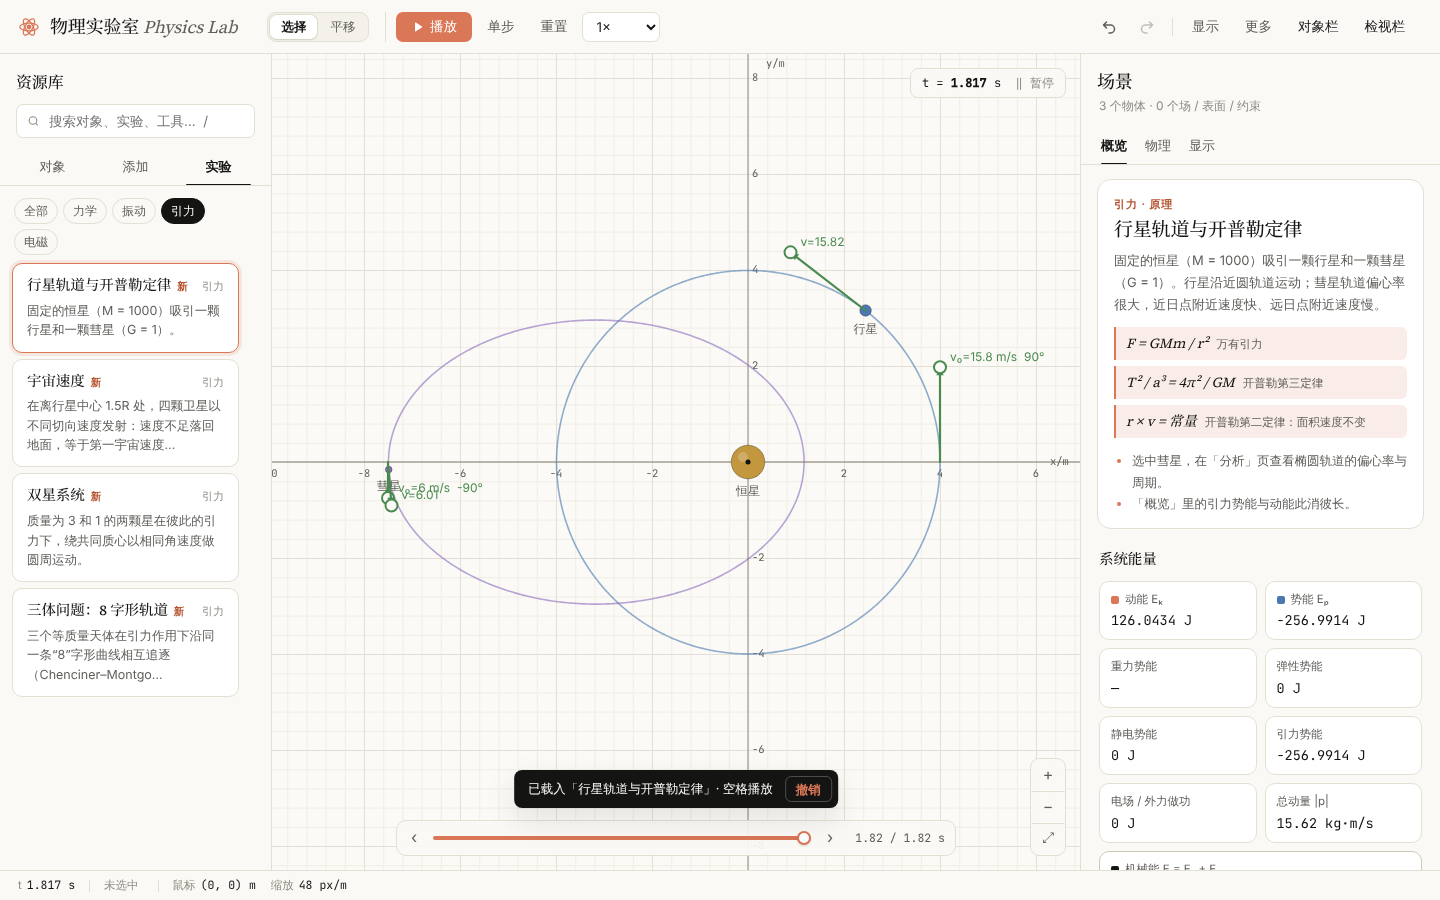 物理实验室 Physics Lab
选择 平移 播放 单步 重置 1× 显示 更多 对象栏 检视栏
资源库
搜索对象、实验、工具... /
对象 添加 实验
全部 力学 振动 引力
电磁
行星轨道与开普勒定律 新 引力
固定的恒星（M = 1000）吸引一颗
行星和一颗彗星（G = 1）。
宇宙速度 新 引力
在离行星中心 1.5R 处，四颗卫星以
不同切向速度发射：速度不足落回
地面，等于第一宇宙速度...
双星系统 新 引力
质量为 3 和 1 的两颗星在彼此的引
力下，绕共同质心以相同角速度做
圆周运动。
三体问题：8 字形轨道 新 引力
三个等质量天体在引力作用下沿同
一条“8”字形曲线相互追逐
（Chenciner–Montgo...
y/m
8
t = 1.817 s || 暂停
6
v=15.82
4
行星
v₀=15.8 m/s 90°
2
x/m
0 -8 -6 -4 -2 2 4 6
彗星
v₀=6 m/s -90°
v=6.01
恒星
-2
-4
-6
已载入「行星轨道与开普勒定律」· 空格播放 撤销
‹ › 1.82 / 1.82 s
+
−
场景
3 个物体 · 0 个场 / 表面 / 约束
概览 物理 显示
引力 · 原理
行星轨道与开普勒定律
固定的恒星（M = 1000）吸引一颗行星和一颗彗星
（G = 1）。行星沿近圆轨道运动；彗星轨道偏心率
很大，近日点附近速度快、远日点附近速度慢。
F = GMm / r² 万有引力
T² / a³ = 4π² / GM 开普勒第三定律
r × v = 常量 开普勒第二定律：面积速度不变
• 选中彗星，在「分析」页查看椭圆轨道的偏心率与
周期。
• 「概览」里的引力势能与动能此消彼长。
系统能量
动能 Eₖ 势能 Eₚ
126.0434 J -256.9914 J
重力势能 弹性势能
— 0 J
静电势能 引力势能
0 J -256.9914 J
电场 / 外力做功 总动量 |p|
0 J 15.62 kg·m/s
t 1.817 s 未选中 鼠标 (0, 0) m 缩放 48 px/m